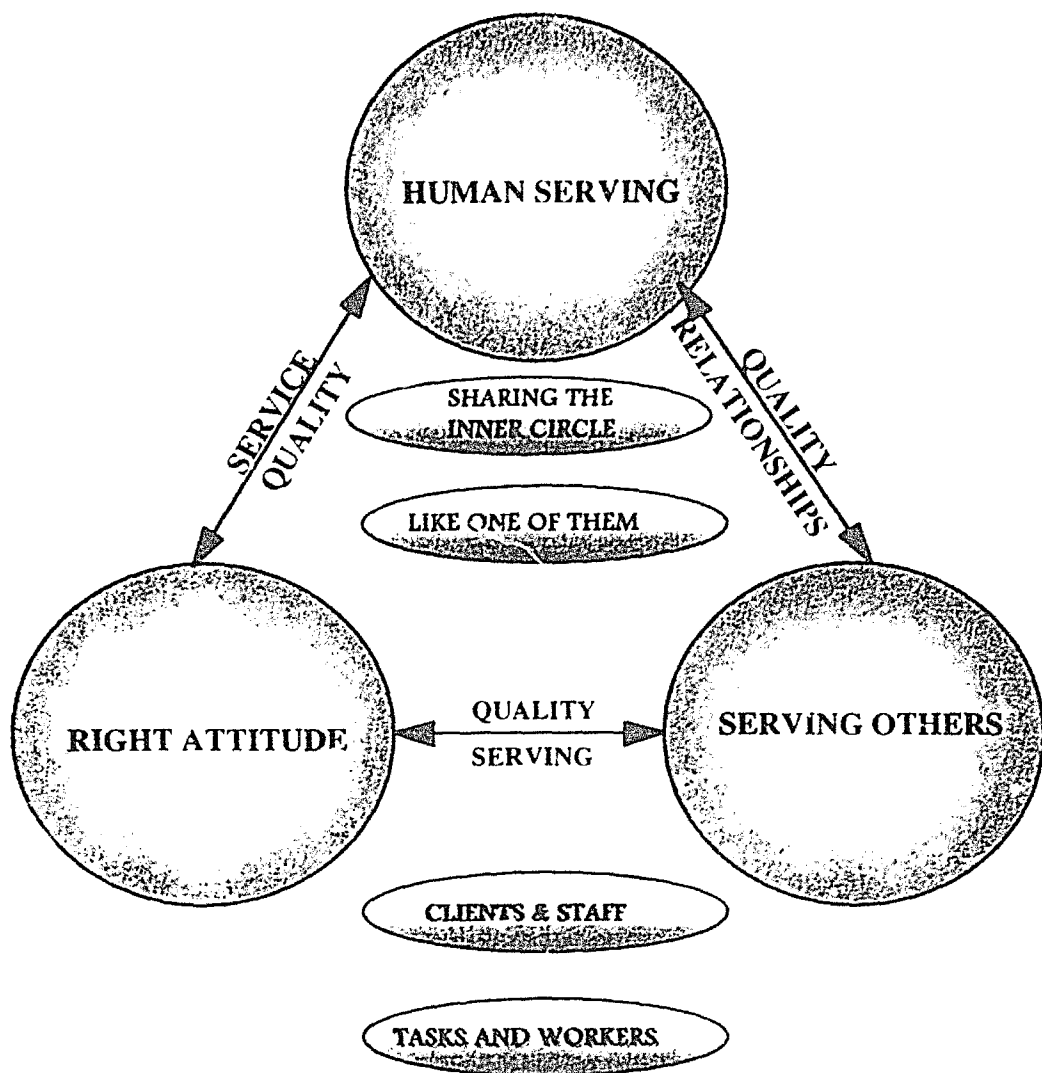 HUMAN SERVING
SERVICE
QUALITY
QUALITY
RELATIONSHIPS
SHARING THE
INNER CIRCLE
LIKE ONE OF THEM
RIGHT ATTITUDE
QUALITY
SERVING
SERVING OTHERS
CLIENTS & STAFF
TASKS AND WORKERS